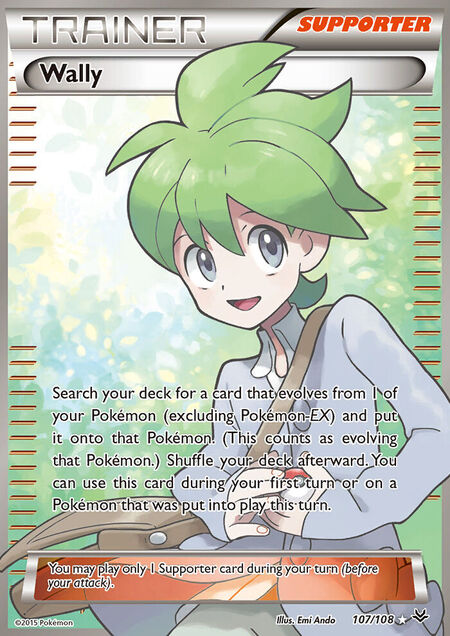 TRAINER SUPPORTER
Wally
Search your deck for a card that evolves from 1 of
your Pokémon (excluding Pokémon-EX) and put
it onto that Pokémon. (This counts as evolving
that Pokémon.) Shuffle your deck afterward. You
can use this card during your first turn or on a
Pokémon that was put into play this turn.
You may play only 1 Supporter card during your turn (before
your attack).
©2015 Pokémon Illus. Emi Ando 107/108